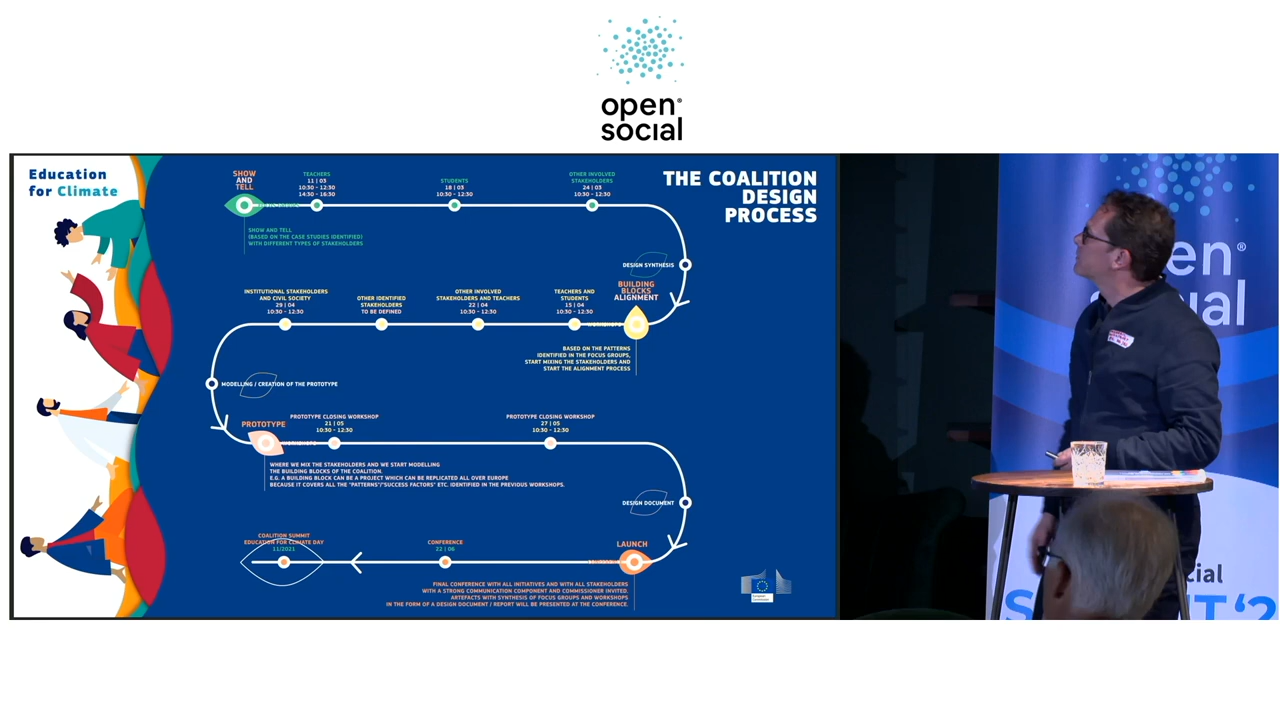 open®
social
Education
for Climate
THE COALITION
DESIGN
PROCESS
SHOW
AND
TELL
TEACHERS
11 | 03
10:30 - 12:30
14:30 - 16:30
STUDENTS
18 | 03
10:30 - 12:30
OTHER INVOLVED
STAKEHOLDERS
24 | 03
10:30 - 12:30
SHOW AND TELL
(BASED ON THE CASE STUDIES IDENTIFIED)
WITH DIFFERENT TYPES OF STAKEHOLDERS
DESIGN SYNTHESIS
BUILDING
BLOCKS
ALIGNMENT
INSTITUTIONAL STAKEHOLDERS
AND CIVIL SOCIETY
29 | 04
10:30 - 12:30
OTHER IDENTIFIED
STAKEHOLDERS
TO BE DEFINED
OTHER INVOLVED
STAKEHOLDERS AND TEACHERS
22 | 04
10:30 - 12:30
TEACHERS AND
STUDENTS
15 | 04
10:30 - 12:30
WORKSHOPS
BASED ON THE PATTERNS
IDENTIFIED IN THE FOCUS GROUPS,
START MIXING THE STAKEHOLDERS AND
START THE ALIGNMENT PROCESS
MODELLING / CREATION OF THE PROTOTYPE
PROTOTYPE
WORKSHOPS
PROTOTYPE CLOSING WORKSHOP
21 | 05
10:30 - 12:30
PROTOTYPE CLOSING WORKSHOP
27 | 05
10:30 - 12:30
WHERE WE MIX THE STAKEHOLDERS AND WE START MODELLING
THE BUILDING BLOCKS OF THE COALITION.
E.G. A BUILDING BLOCK CAN BE A PROJECT WHICH CAN BE REPLICATED ALL OVER EUROPE
BECAUSE IT COVERS ALL THE "PATTERNS"/"SUCCESS FACTORS" ETC. IDENTIFIED IN THE PREVIOUS WORKSHOPS.
DESIGN DOCUMENT
COALITION SUMMIT
EDUCATION FOR CLIMATE DAY
11/2021
CONFERENCE
22 | 06
LAUNCH
FINAL CONFERENCE WITH ALL INITIATIVES AND WITH ALL STAKEHOLDERS
WITH A STRONG COMMUNICATION COMPONENT AND COMMISSIONER INVITED.
ARTEFACTS WITH SYNTHESIS OF FOCUS GROUPS AND WORKSHOPS
IN THE FORM OF A DESIGN DOCUMENT / REPORT WILL BE PRESENTED AT THE CONFERENCE.
European
Commission
en®
ial
cial